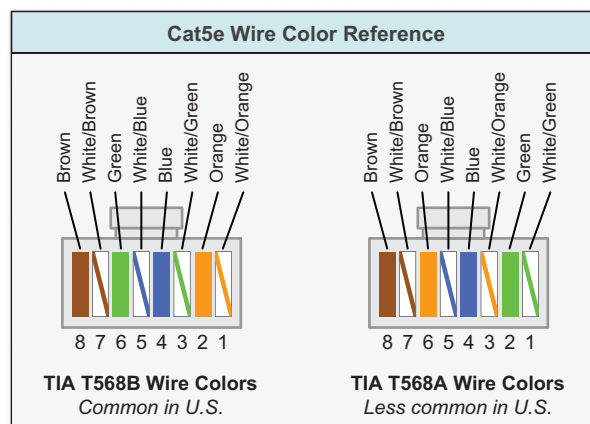 Cat5e Wire Color Reference
Brown
White/Brown
Green
White/Blue
Blue
White/Green
Orange
White/Orange
8 7 6 5 4 3 2 1
TIA T568B Wire Colors
Common in U.S.
Brown
White/Brown
Orange
White/Blue
Blue
White/Orange
Green
White/Green
8 7 6 5 4 3 2 1
TIA T568A Wire Colors
Less common in U.S.